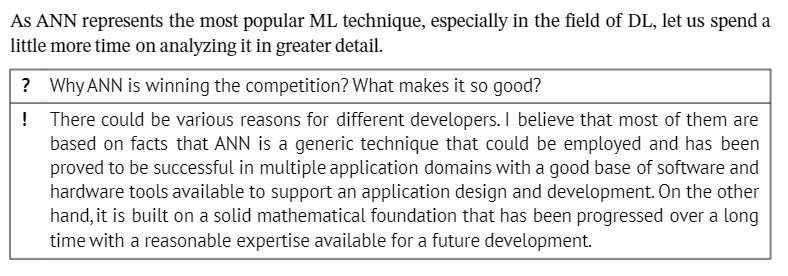 As ANN represents the most popular ML technique, especially in the field of DL, let us spend a
little more time on analyzing it in greater detail.
? Why ANN is winning the competition? What makes it so good?
! There could be various reasons for different developers. I believe that most of them are
based on facts that ANN is a generic technique that could be employed and has been
proved to be successful in multiple application domains with a good base of software and
hardware tools available to support an application design and development. On the other
hand, it is built on a solid mathematical foundation that has been progressed over a long
time with a reasonable expertise available for a future development.